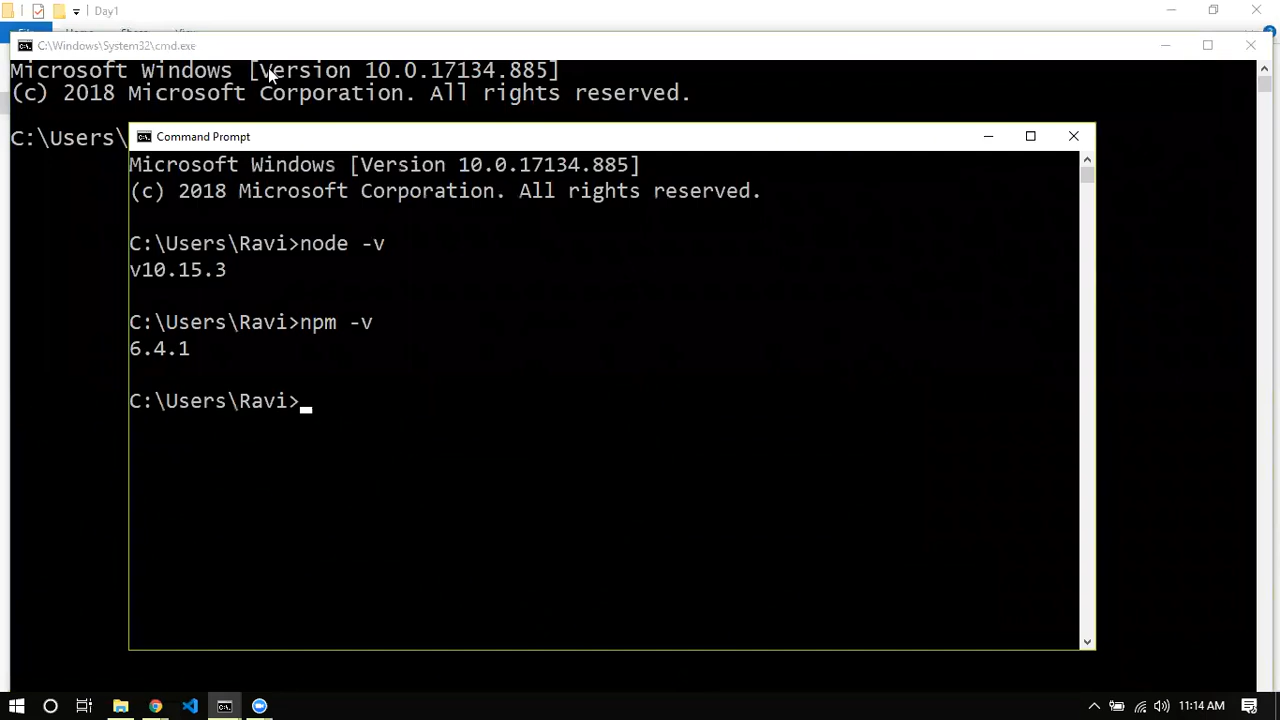 Day1
C:\Windows\System32\cmd.exe
Microsoft Windows [Version 10.0.17134.885]
(c) 2018 Microsoft Corporation. All rights reserved.
C:\Users\
Command Prompt
Microsoft Windows [Version 10.0.17134.885]
(c) 2018 Microsoft Corporation. All rights reserved.
C:\Users\Ravi>node -v
v10.15.3
C:\Users\Ravi>npm -v
6.4.1
C:\Users\Ravi>
11:14 AM